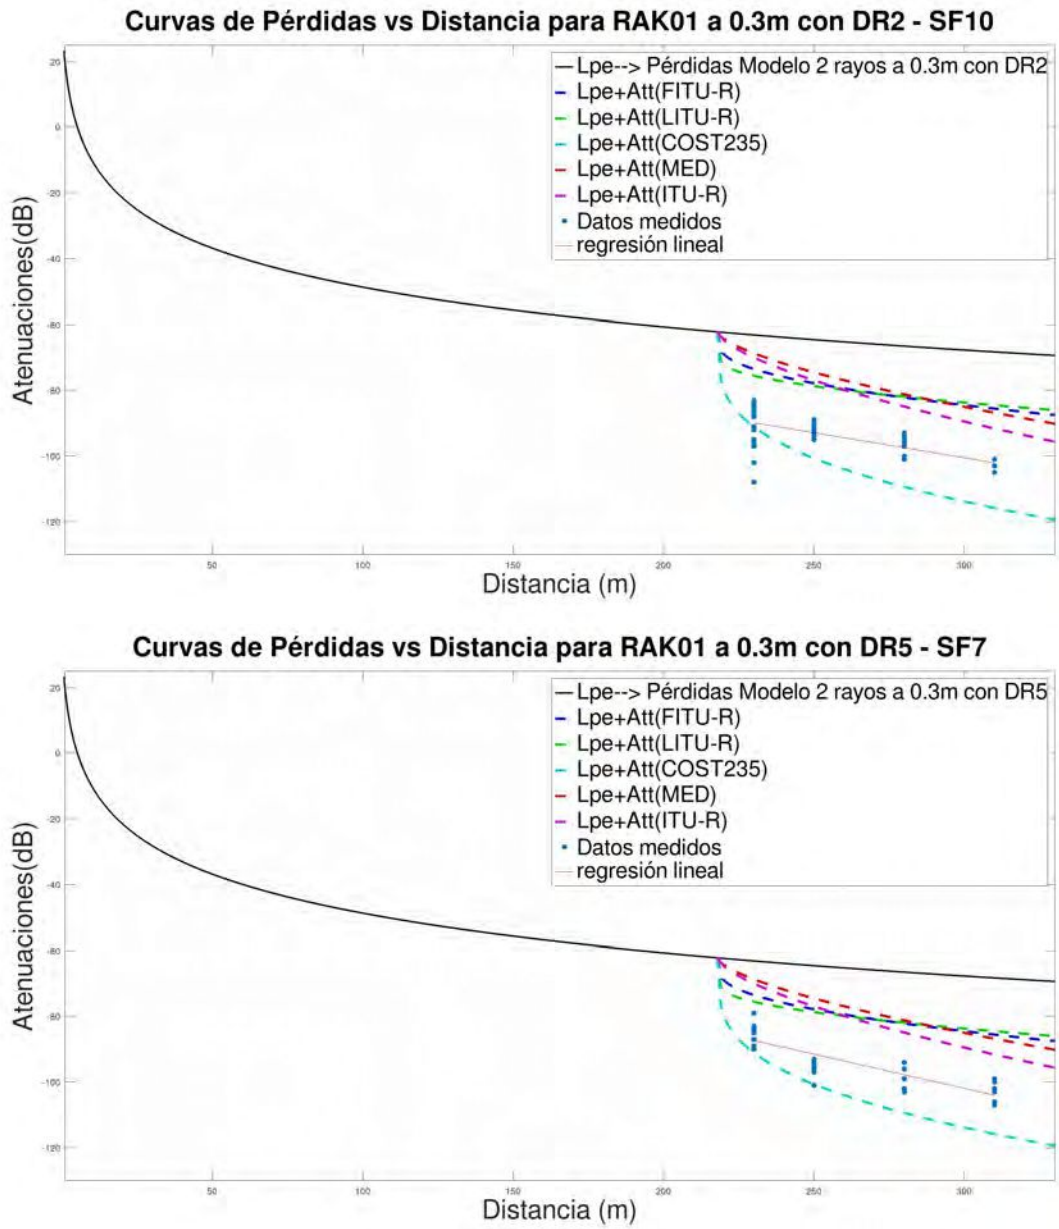 Curvas de Pérdidas vs Distancia para RAK01 a 0.3m con DR2 - SF10
Lpe--> Pérdidas Modelo 2 rayos a 0.3m con DR2
Lpe+Att(FITU-R)
Lpe+Att(LITU-R)
Lpe+Att(COST235)
Lpe+Att(MED)
Lpe+Att(ITU-R)
Datos medidos
regresión lineal
Atenuaciones(dB)
20
0
-20
-40
-60
-80
-100
-120
50 100 150 200 250 300
Distancia (m)
Curvas de Pérdidas vs Distancia para RAK01 a 0.3m con DR5 - SF7
Lpe--> Pérdidas Modelo 2 rayos a 0.3m con DR5
Lpe+Att(FITU-R)
Lpe+Att(LITU-R)
Lpe+Att(COST235)
Lpe+Att(MED)
Lpe+Att(ITU-R)
Datos medidos
regresión lineal
Atenuaciones(dB)
20
0
-20
-40
-60
-80
-100
-120
50 100 150 200 250 300
Distancia (m)